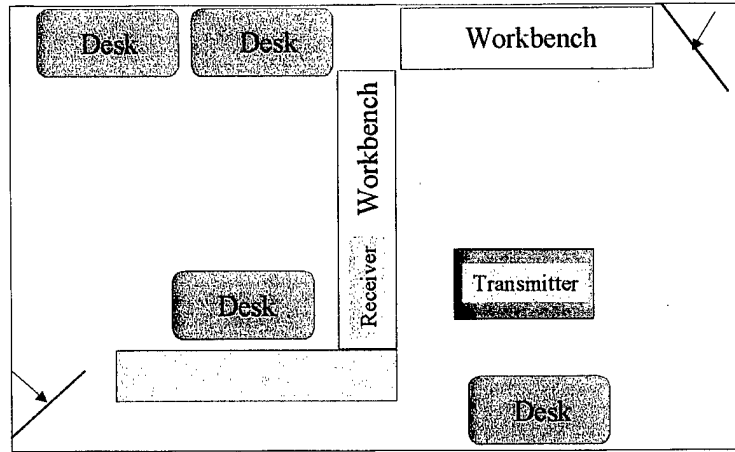 Desk
Desk
Workbench
Workbench
Receiver
Transmitter
Desk
Desk